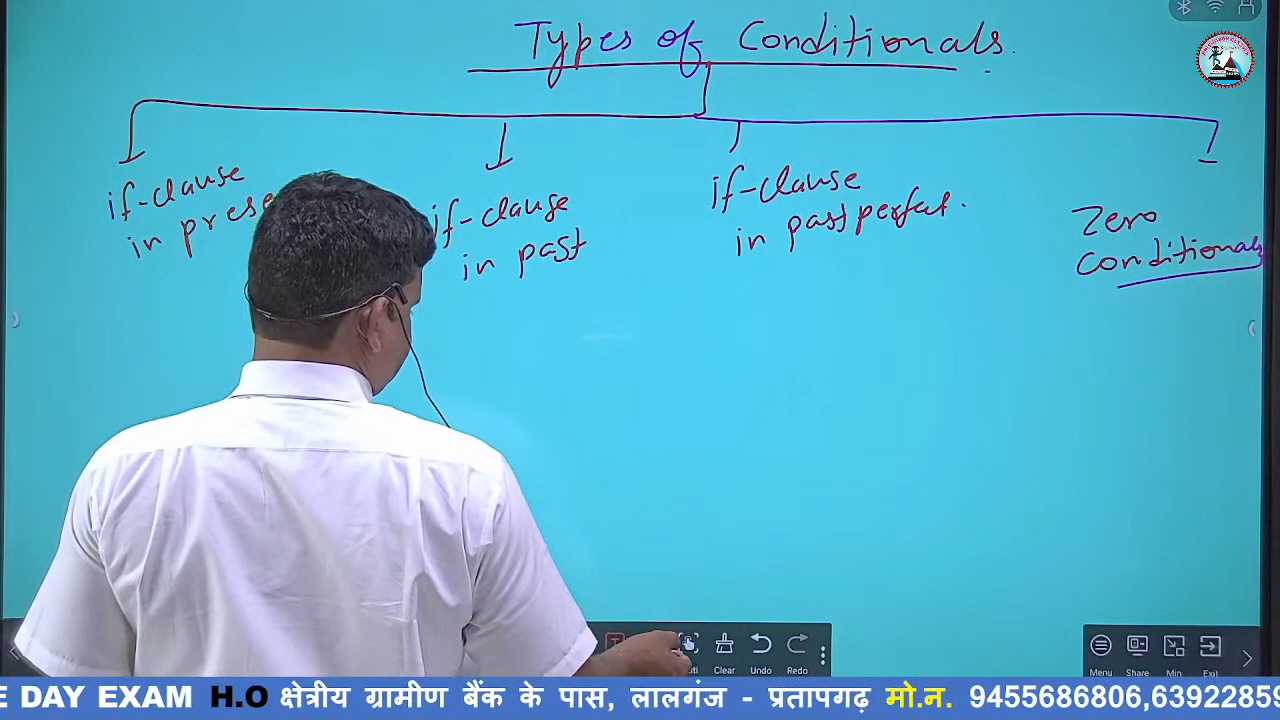 Types of Conditionals.
if-clause
in prese
if-clause
in past
if-clause
in past perfect.
Zero
conditionals
Clear Undo Redo
Menu Share Min Exit
E DAY EXAM H.O क्षेत्रीय ग्रामीण बैंक के पास, लालगंज - प्रतापगढ़ मो.न. 9455686806,63922859